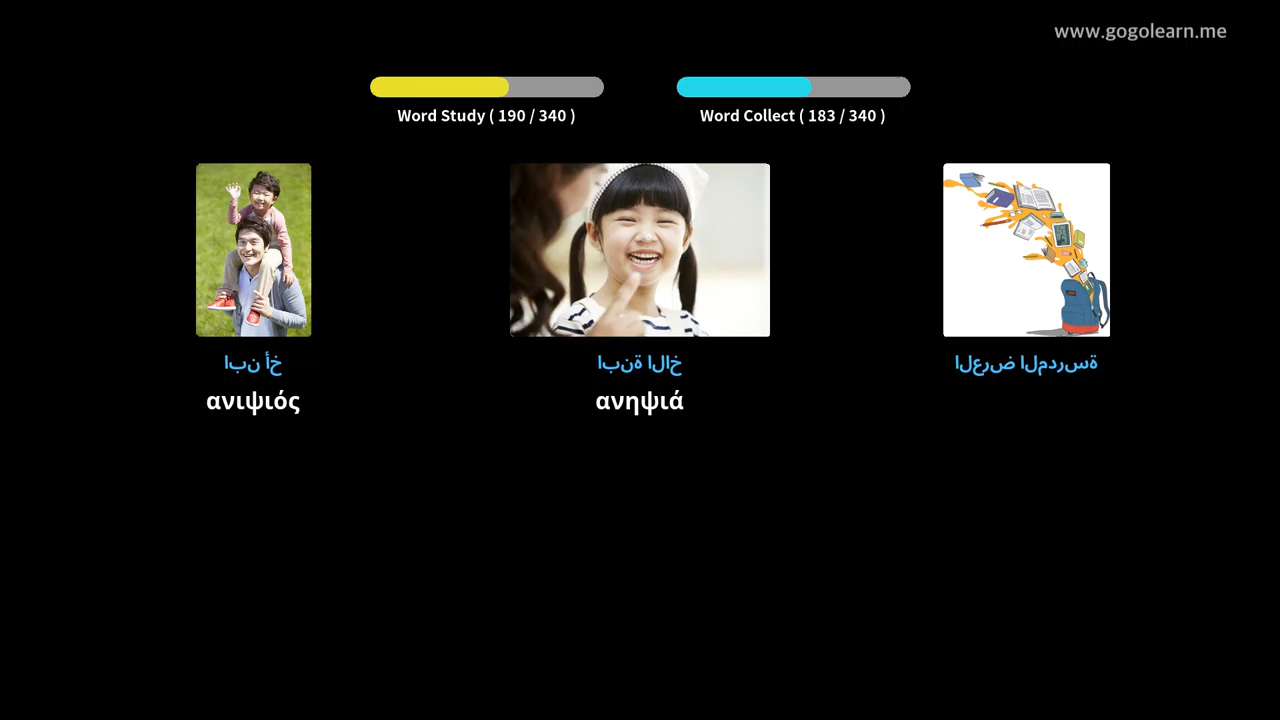 www.gogolearn.me
Word Study ( 190 / 340 )
Word Collect ( 183 / 340 )
ابن أخ
ابنة الاخ
العرض المدرسة
ανιψιός
ανηψιά